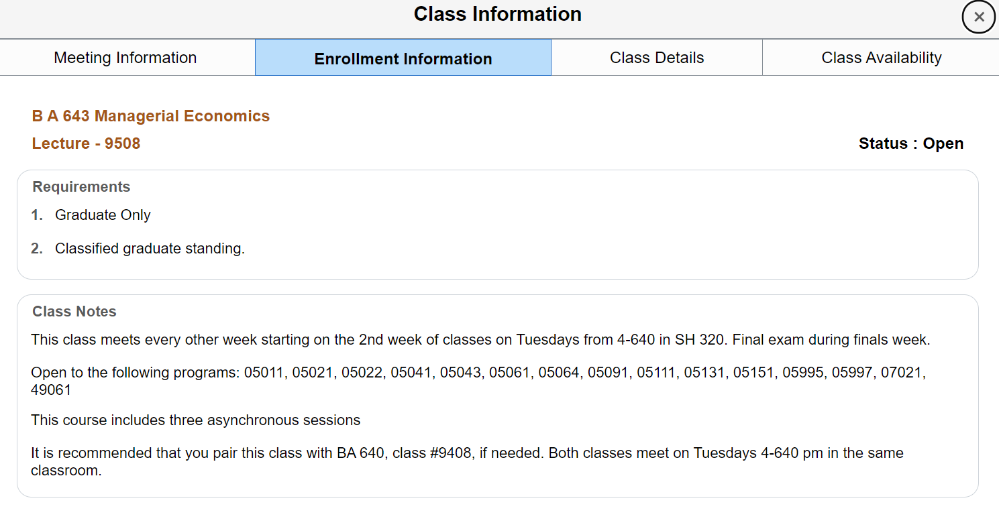 Class Information
Meeting Information
Enrollment Information
Class Details
Class Availability
B A 643 Managerial Economics
Lecture - 9508
Status : Open
Requirements
1. Graduate Only
2. Classified graduate standing.
Class Notes
This class meets every other week starting on the 2nd week of classes on Tuesdays from 4-640 in SH 320. Final exam during finals week.
Open to the following programs: 05011, 05021, 05022, 05041, 05043, 05061, 05064, 05091, 05111, 05131, 05151, 05995, 05997, 07021,
49061
This course includes three asynchronous sessions
It is recommended that you pair this class with BA 640, class #9408, if needed. Both classes meet on Tuesdays 4-640 pm in the same
classroom.